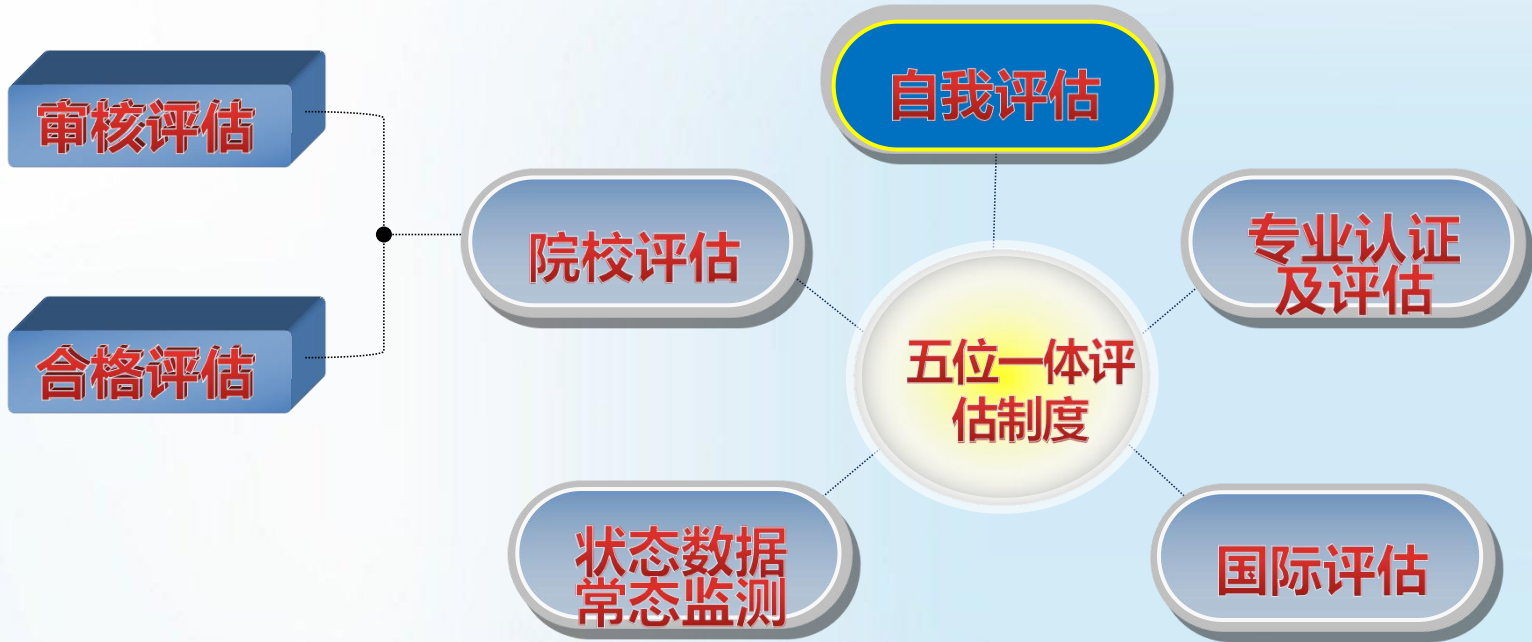 自我评估
审核评估
院校评估
专业认证
及评估
合格评估
五位一体评
估制度
状态数据
常态监测
国际评估